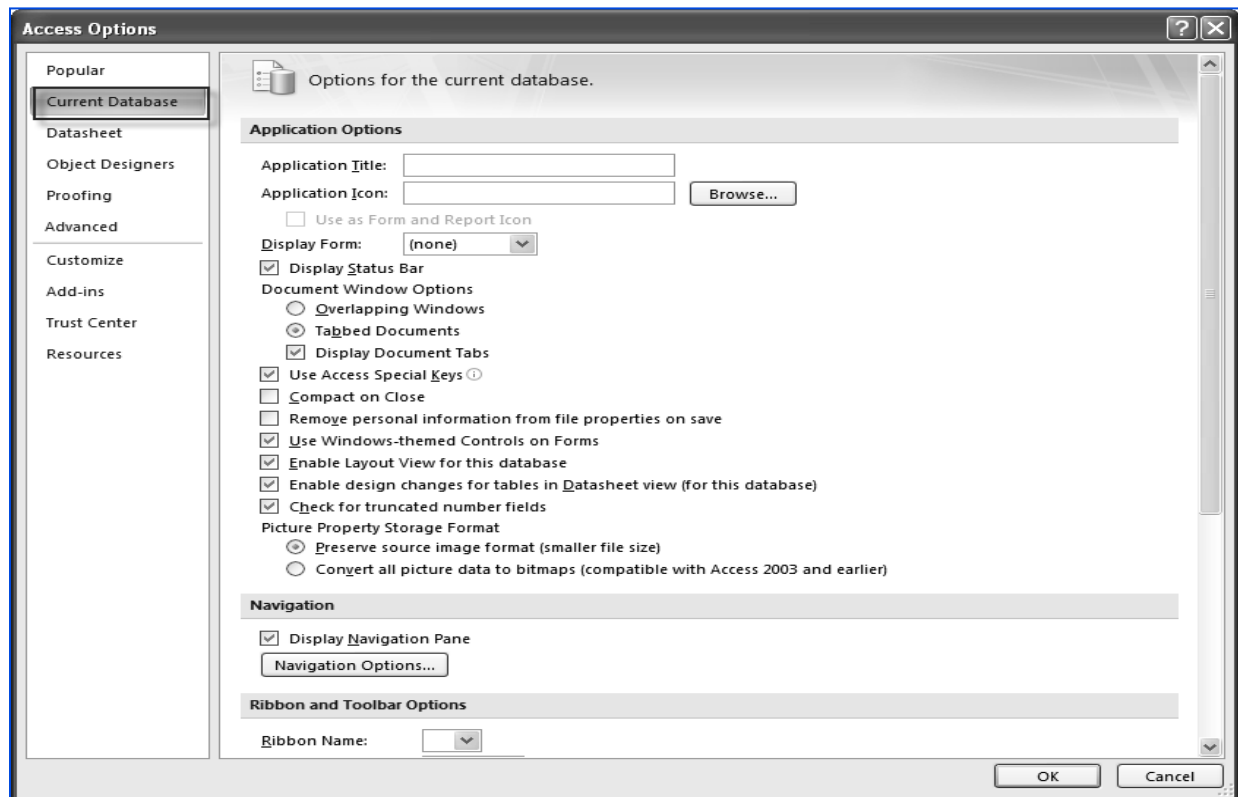 Access Options
Popular
Current Database
Datasheet
Object Designers
Proofing
Advanced
Customize
Add-ins
Trust Center
Resources
Options for the current database.
Application Options
Application Title:
Application Icon: Browse...
Use as Form and Report Icon
Display Form: (none)
Display Status Bar
Document Window Options
Overlapping Windows
Tabbed Documents
Display Document Tabs
Use Access Special Keys
Compact on Close
Remove personal information from file properties on save
Use Windows-themed Controls on Forms
Enable Layout View for this database
Enable design changes for tables in Datasheet view (for this database)
Check for truncated number fields
Picture Property Storage Format
Preserve source image format (smaller file size)
Convert all picture data to bitmaps (compatible with Access 2003 and earlier)
Navigation
Display Navigation Pane
Navigation Options...
Ribbon and Toolbar Options
Ribbon Name:
OK Cancel